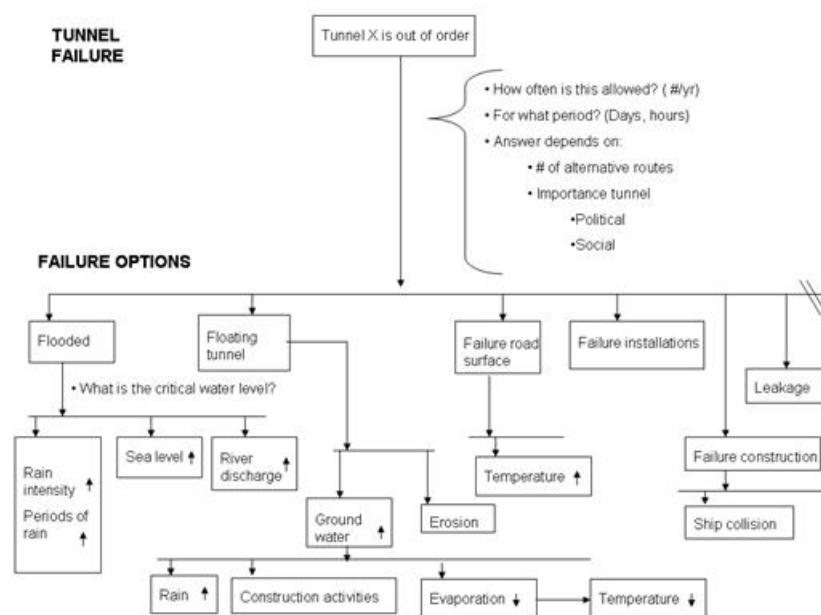 TUNNEL
FAILURE
Tunnel X is out of order
• How often is this allowed? ( #/yr)
• For what period? (Days, hours)
• Answer depends on:
• # of alternative routes
• Importance tunnel
•Political
•Social
FAILURE OPTIONS
Flooded
Floating
tunnel
Failure road
surface
Failure installations
Leakage
• What is the critical water level?
Rain
intensity ↑
Periods of
rain ↑
Sea level ↑
River
discharge ↑
Temperature ↑
Failure construction
Ground
water ↑
Erosion
Ship collision
Rain ↑
Construction activities
Evaporation ↓
Temperature ↓